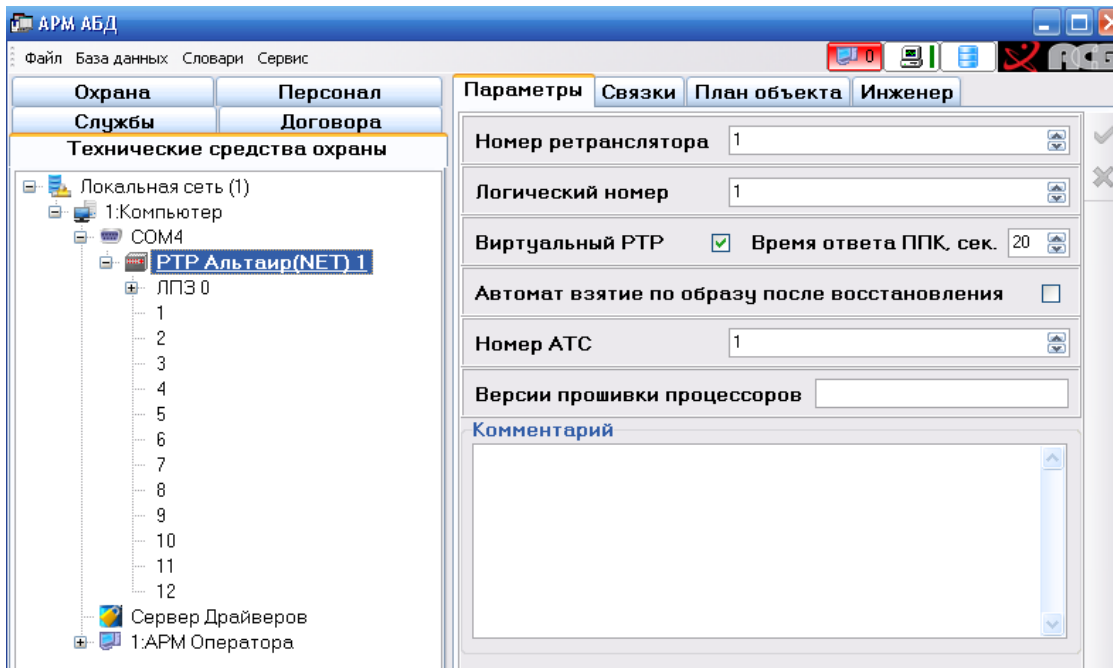 АРМ АБД
Файл База данных Словари Сервис
0
ACG
Охрана Персонал
Службы Договора
Технические средства охраны
Локальная сеть (1)
1:Компьютер
COM4
РТР Альтаир(NET) 1
ЛПЗ 0
1
2
3
4
5
6
7
8
9
10
11
12
Сервер Драйверов
1:АРМ Оператора
Параметры Связки План объекта Инженер
Номер ретранслятора 1
Логический номер 1
Виртуальный РТР Время ответа ППК, сек. 20
Автомат взятие по образу после восстановления
Номер АТС 1
Версии прошивки процессоров
Комментарий